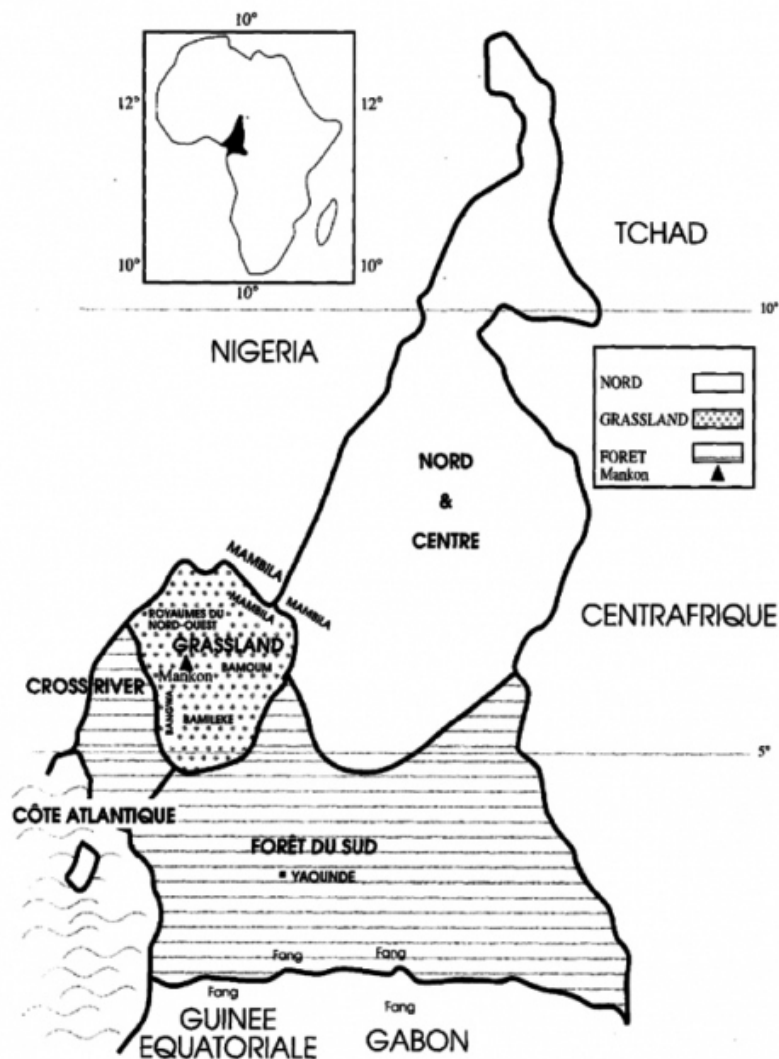 10°
12°
12°
10°
10°
10°
TCHAD
10°
NIGERIA
NORD
GRASSLAND
FORET
Mankon
NORD
&
CENTRE
MAMBILA
MAMBILA
MAMBILA
ROYAUMES DU
NORD-OUEST
GRASSLAND
CENTRAFRIQUE
Mankon
BAMOUM
CROSS RIVER
BANGWA
BAMILEKE
5°
CÔTE ATLANTIQUE
FORÊT DU SUD
YAOUNDE
Fang
Fang
Fang
Fang
GUINEE
EQUATORIALE
GABON